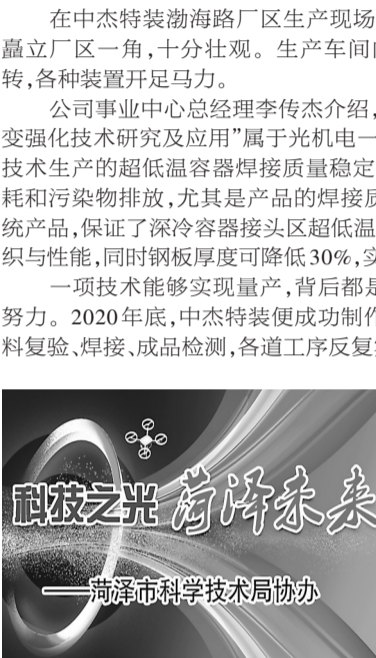 在中杰特装渤海路厂区生产现场
矗立厂区一角,十分壮观。生产车间
转,各种装置开足马力。
公司事业中心总经理李传杰介绍,
变强化技术研究及应用”属于光机电一
技术生产的超低温容器焊接质量稳定
耗和污染物排放,尤其是产品的焊接质
统产品,保证了深冷容器接头区超低温
织与性能,同时钢板厚度可降低30%,实
一项技术能够实现量产,背后都是
努力。2020年底,中杰特装便成功制作
料复验、焊接、成品检测,各道工序反复
科技之光 菏泽未来
——菏泽市科学技术局协办